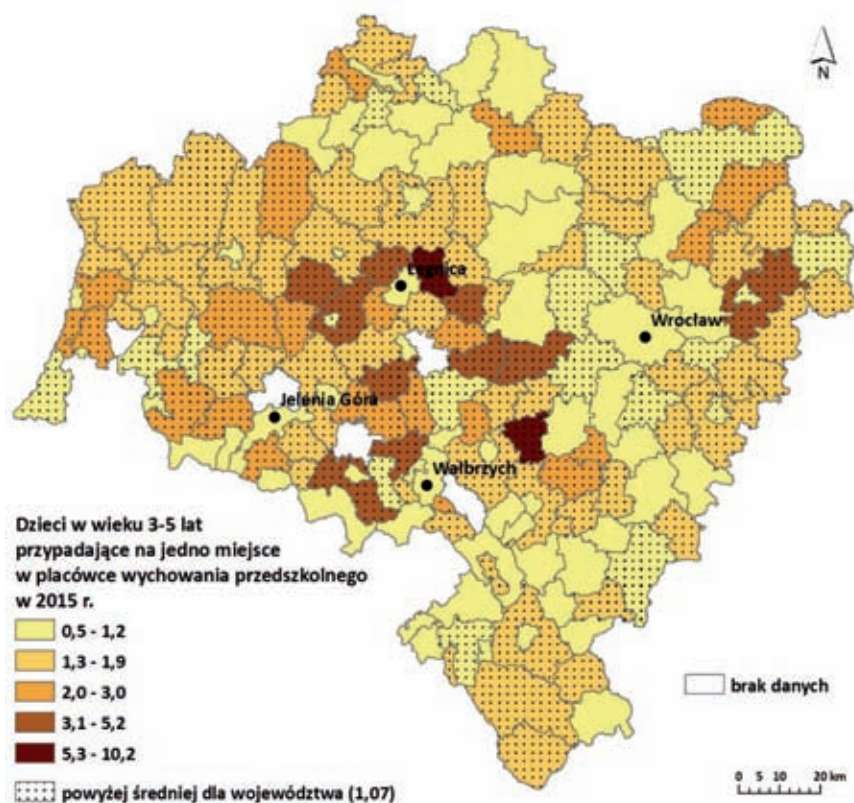 N
Legnica
Wrocław
Jelenia Góra
Wałbrzych
Dzieci w wieku 3-5 lat
przypadające na jedno miejsce
w placówce wychowania przedszkolnego
w 2015 r.
0,5 - 1,2
1,3 - 1,9
2,0 - 3,0
3,1 - 5,2
5,3 - 10,2
powyżej średniej dla województwa (1,07)
brak danych
0 5 10 20 km